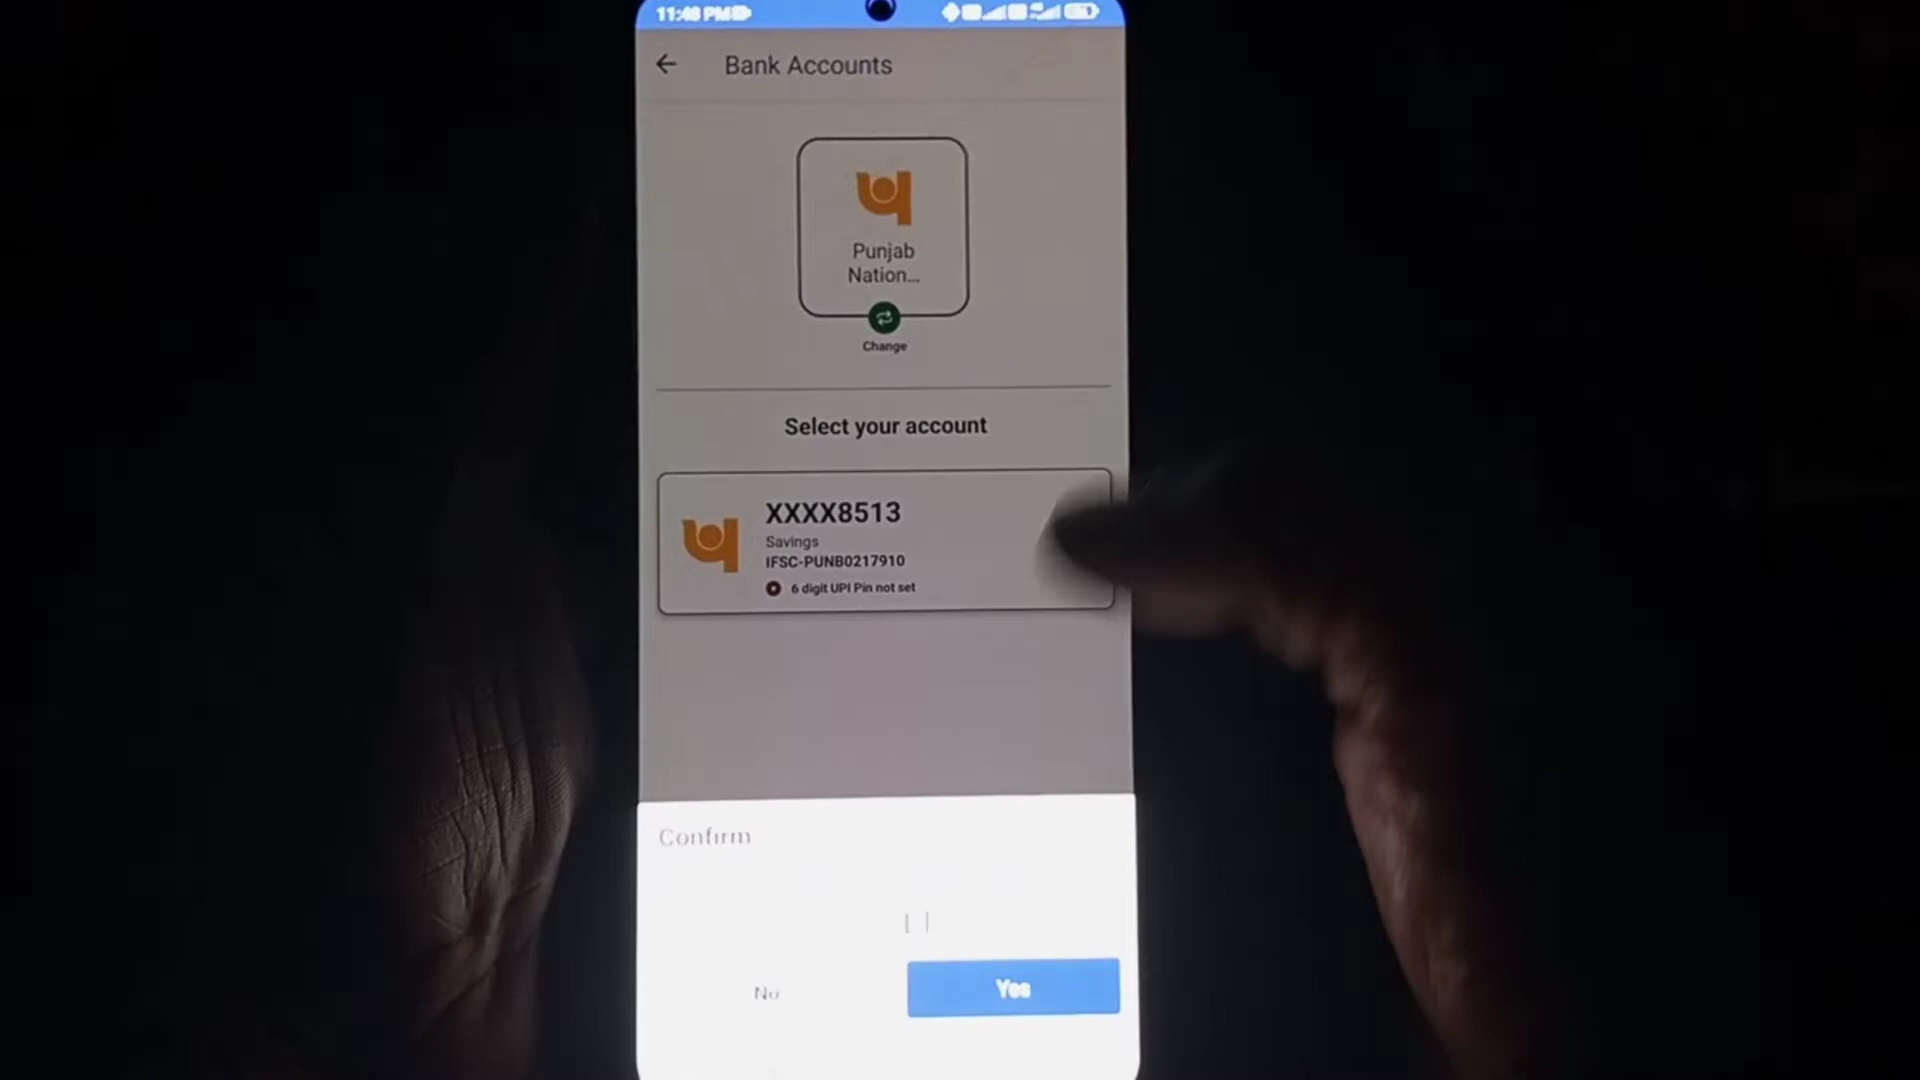 11:48 PM
Bank Accounts
Punjab
Nation...
Change
Select your account
XXXX8513
Savings
IFSC-PUNB0217910
6 digit UPI Pin not set
Confirm
No
Yes